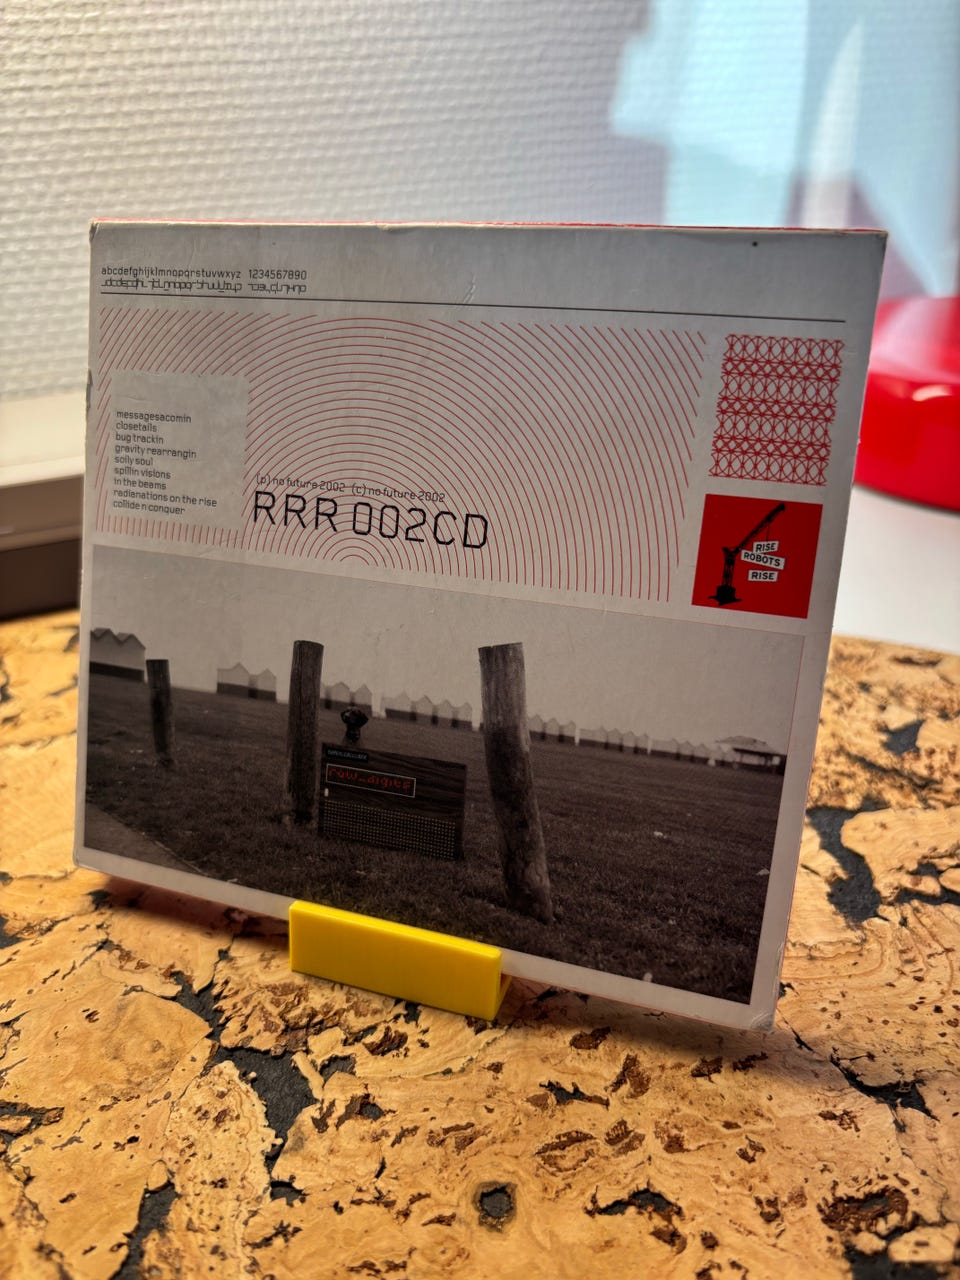 abcdefghijklmnopqrstuvwxyz 1234567890
messagesacomin
closetails
bug trackin
gravity rearrangin
soily soul
spillin visions
in the beams
radianations on the rise
collide n conquer
(p) no future 2002 (c) no future 2002
RRR 002CD
RISE
ROBOTS
RISE
raw_digits